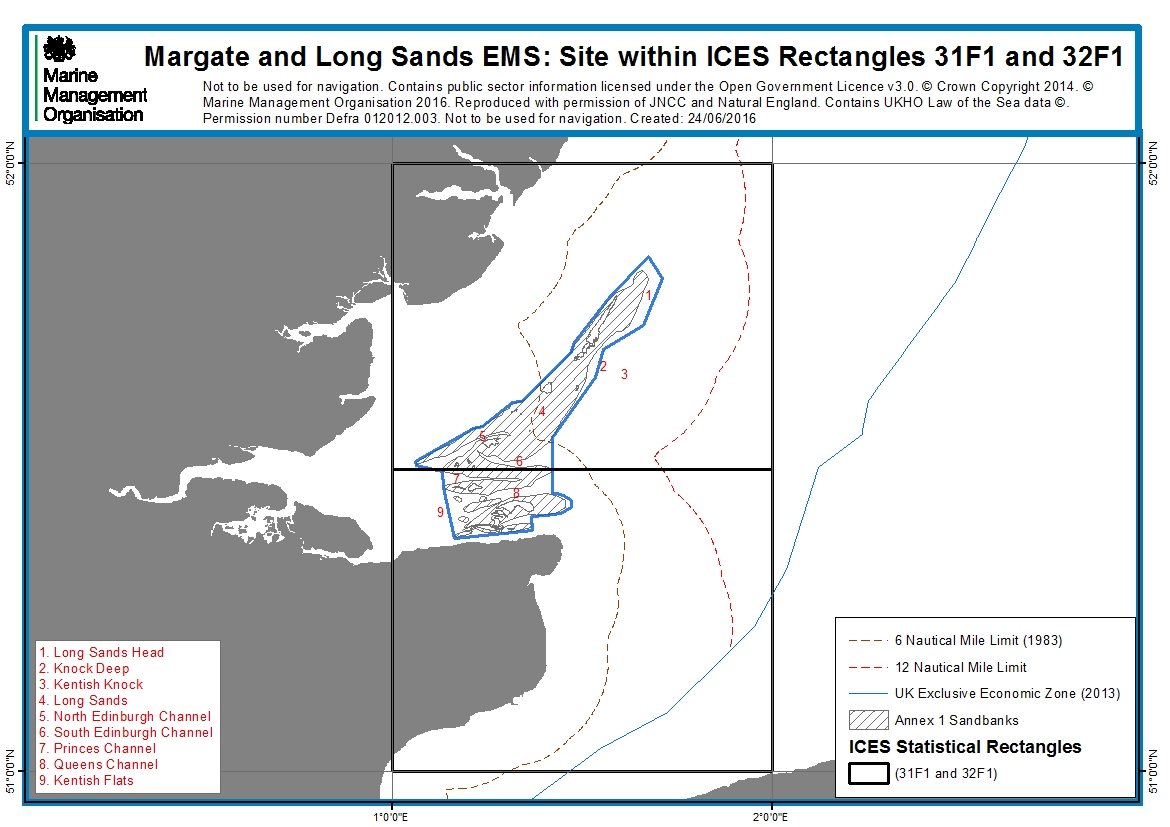 Marine
Management
Organisation
Margate and Long Sands EMS: Site within ICES Rectangles 31F1 and 32F1
Not to be used for navigation. Contains public sector information licensed under the Open Government Licence v3.0. © Crown Copyright 2014. ©
Marine Management Organisation 2016. Reproduced with permission of JNCC and Natural England. Contains UKHO Law of the Sea data ©.
Permission number Defra 012012.003. Not to be used for navigation. Created: 24/06/2016
52°0'0"N
52°0'0"N
1
2
3
4
5
6
7
8
9
1. Long Sands Head
2. Knock Deep
3. Kentish Knock
4. Long Sands
5. North Edinburgh Channel
6. South Edinburgh Channel
7. Princes Channel
8. Queens Channel
9. Kentish Flats
6 Nautical Mile Limit (1983)
12 Nautical Mile Limit
UK Exclusive Economic Zone (2013)
Annex 1 Sandbanks
ICES Statistical Rectangles
(31F1 and 32F1)
51°0'0"N
51°0'0"N
1°0'0"E
2°0'0"E